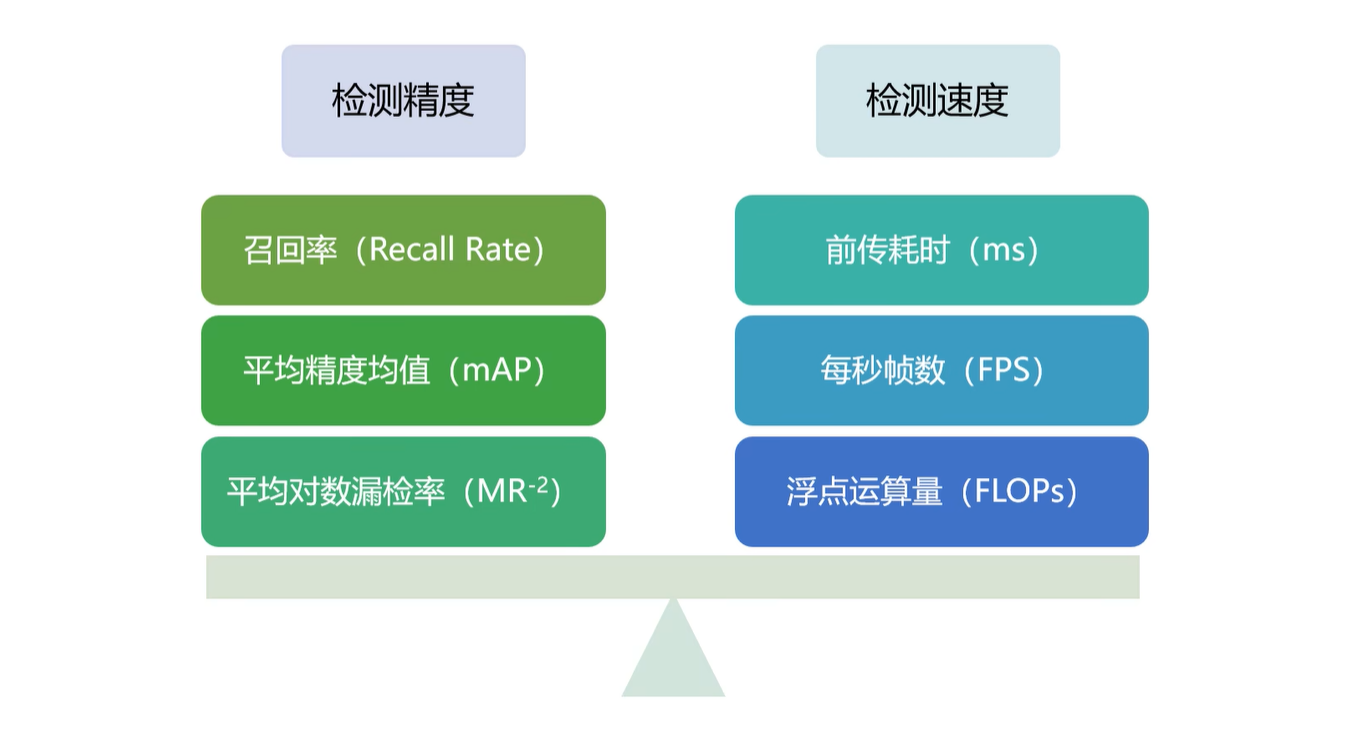 检测精度
检测速度
召回率（Recall Rate）
前传耗时（ms）
平均精度均值（mAP）
每秒帧数（FPS）
平均对数漏检率（MR-2）
浮点运算量（FLOPs）